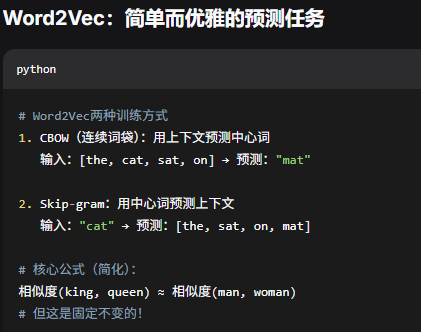 Word2Vec：简单而优雅的预测任务
python
# Word2Vec两种训练方式
1. CBOW（连续词袋）：用上下文预测中心词
输入：[the, cat, sat, on] → 预测："mat"
2. Skip-gram：用中心词预测上下文
输入："cat" → 预测：[the, sat, on, mat]
# 核心公式（简化）：
相似度(king, queen) ≈ 相似度(man, woman)
# 但这是固定不变的！